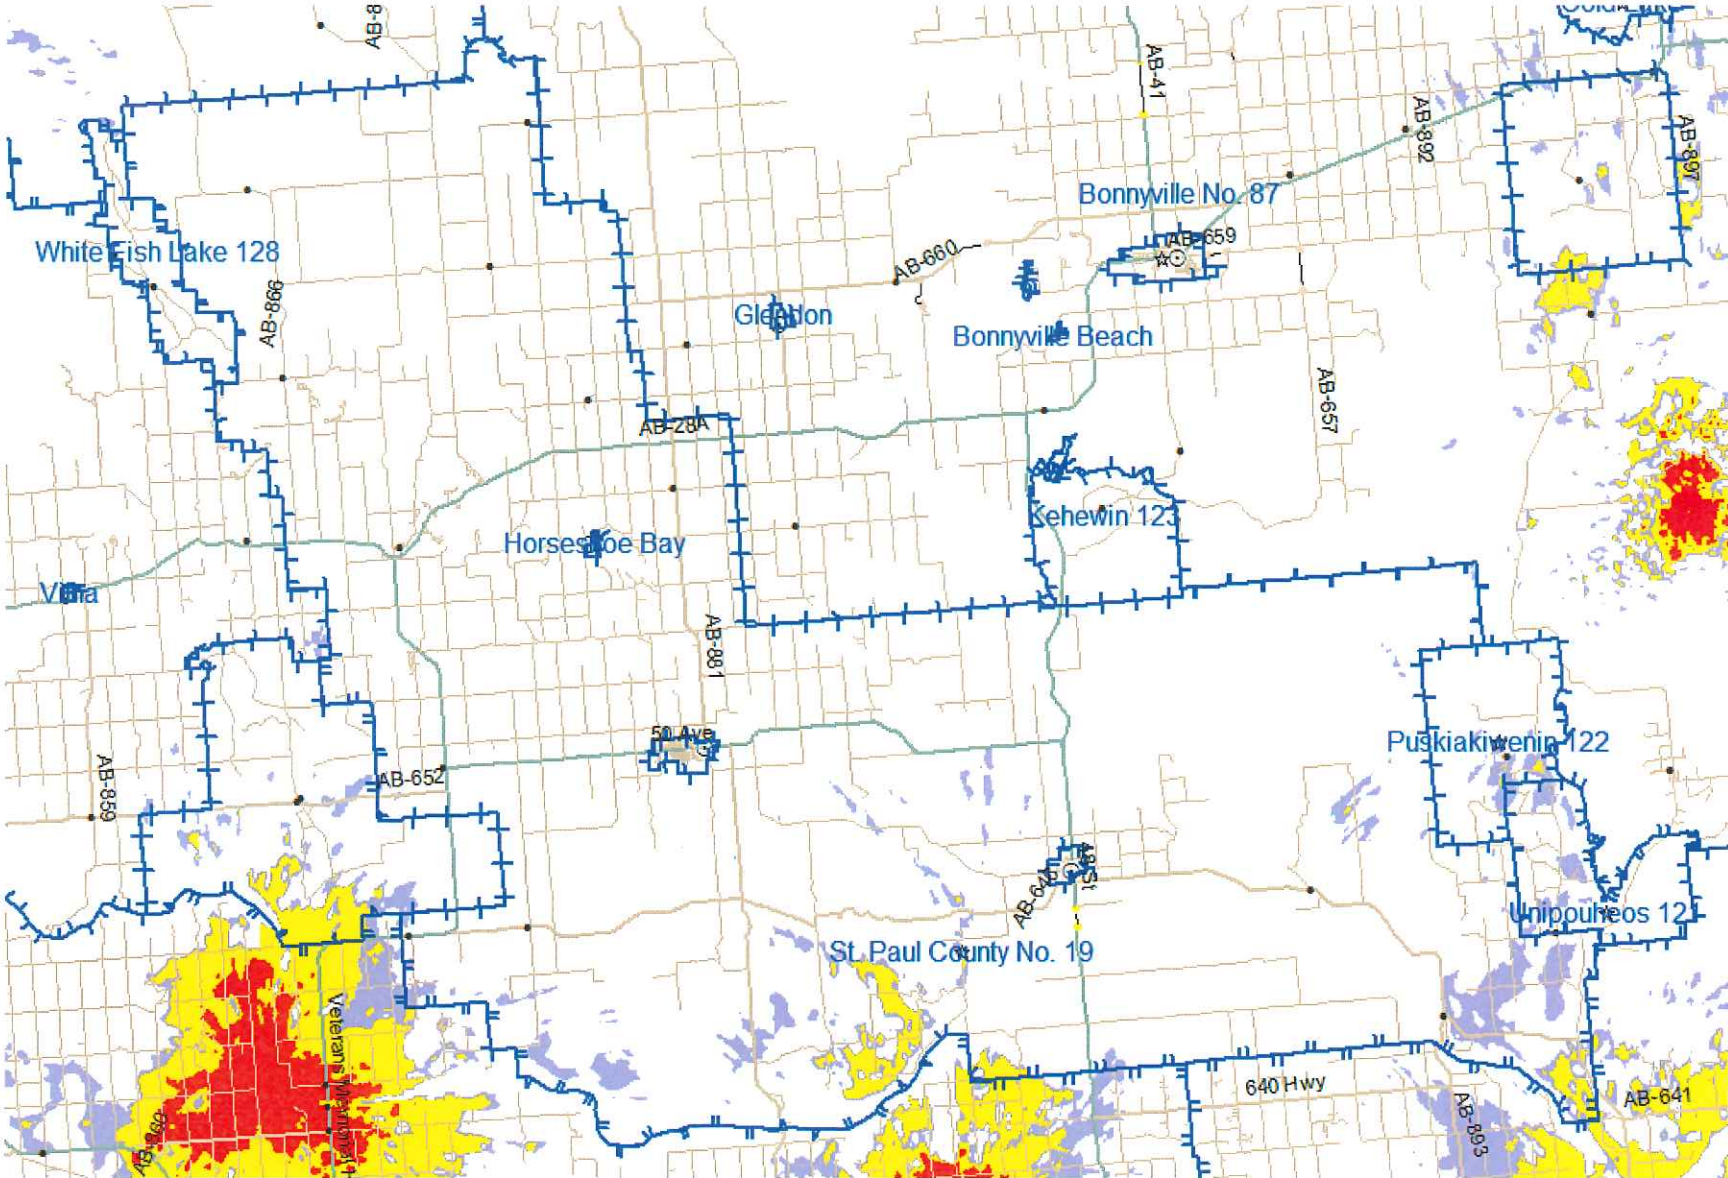 AB-8
AB-41
AB-892
AB-897
Bonnyville No. 87
AB-659
White Fish Lake 128
AB-660
AB-866
Glendon
Bonnyville Beach
AB-657
AB-28A
Kehewin 123
Horseshoe Bay
Vilna
AB-881
50 Ave
Puskiakiwenin 122
AB-652
AB-859
48 St
Unipouheos 121
St. Paul County No. 19
640 Hwy
AB-641
AB-893